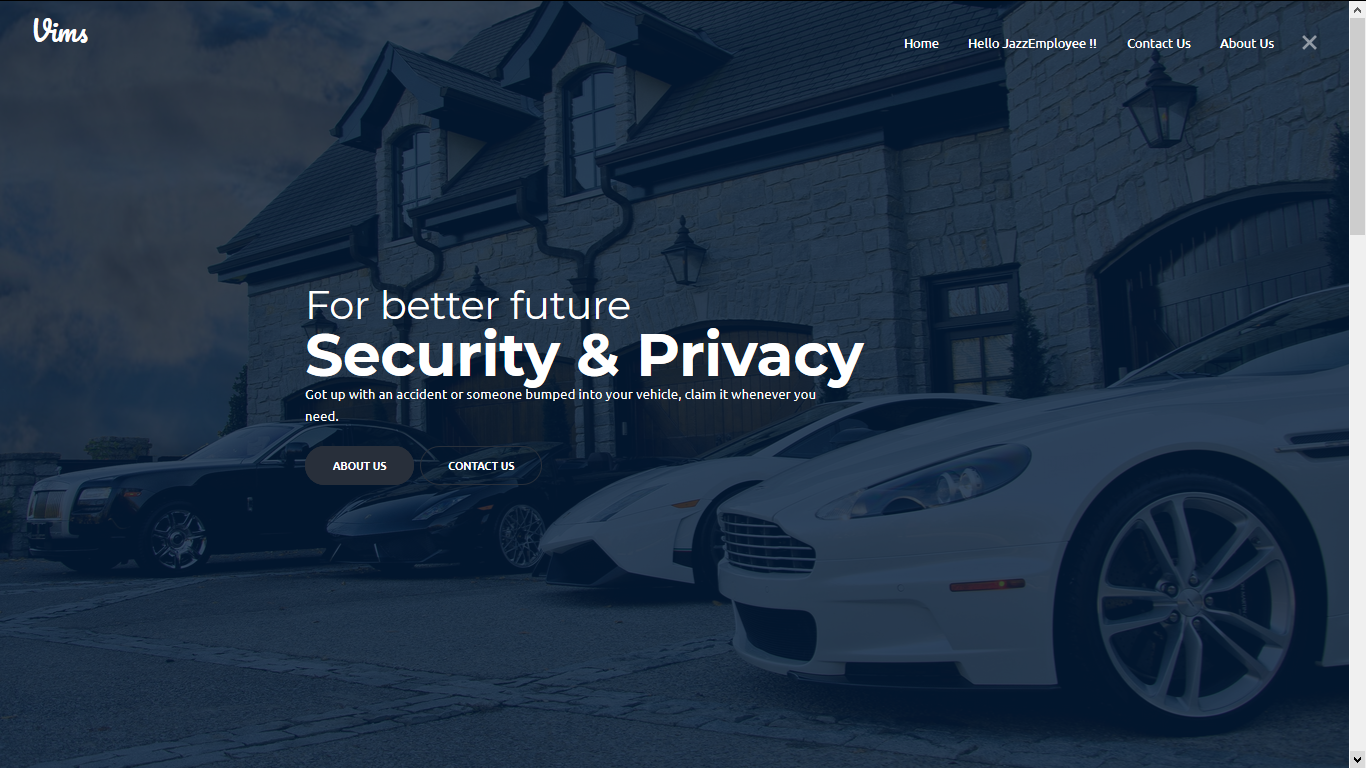 Vims
Home Hello JazzEmployee !! Contact Us About Us
For better future
Security & Privacy
Got up with an accident or someone bumped into your vehicle, claim it whenever you
need.
ABOUT US CONTACT US